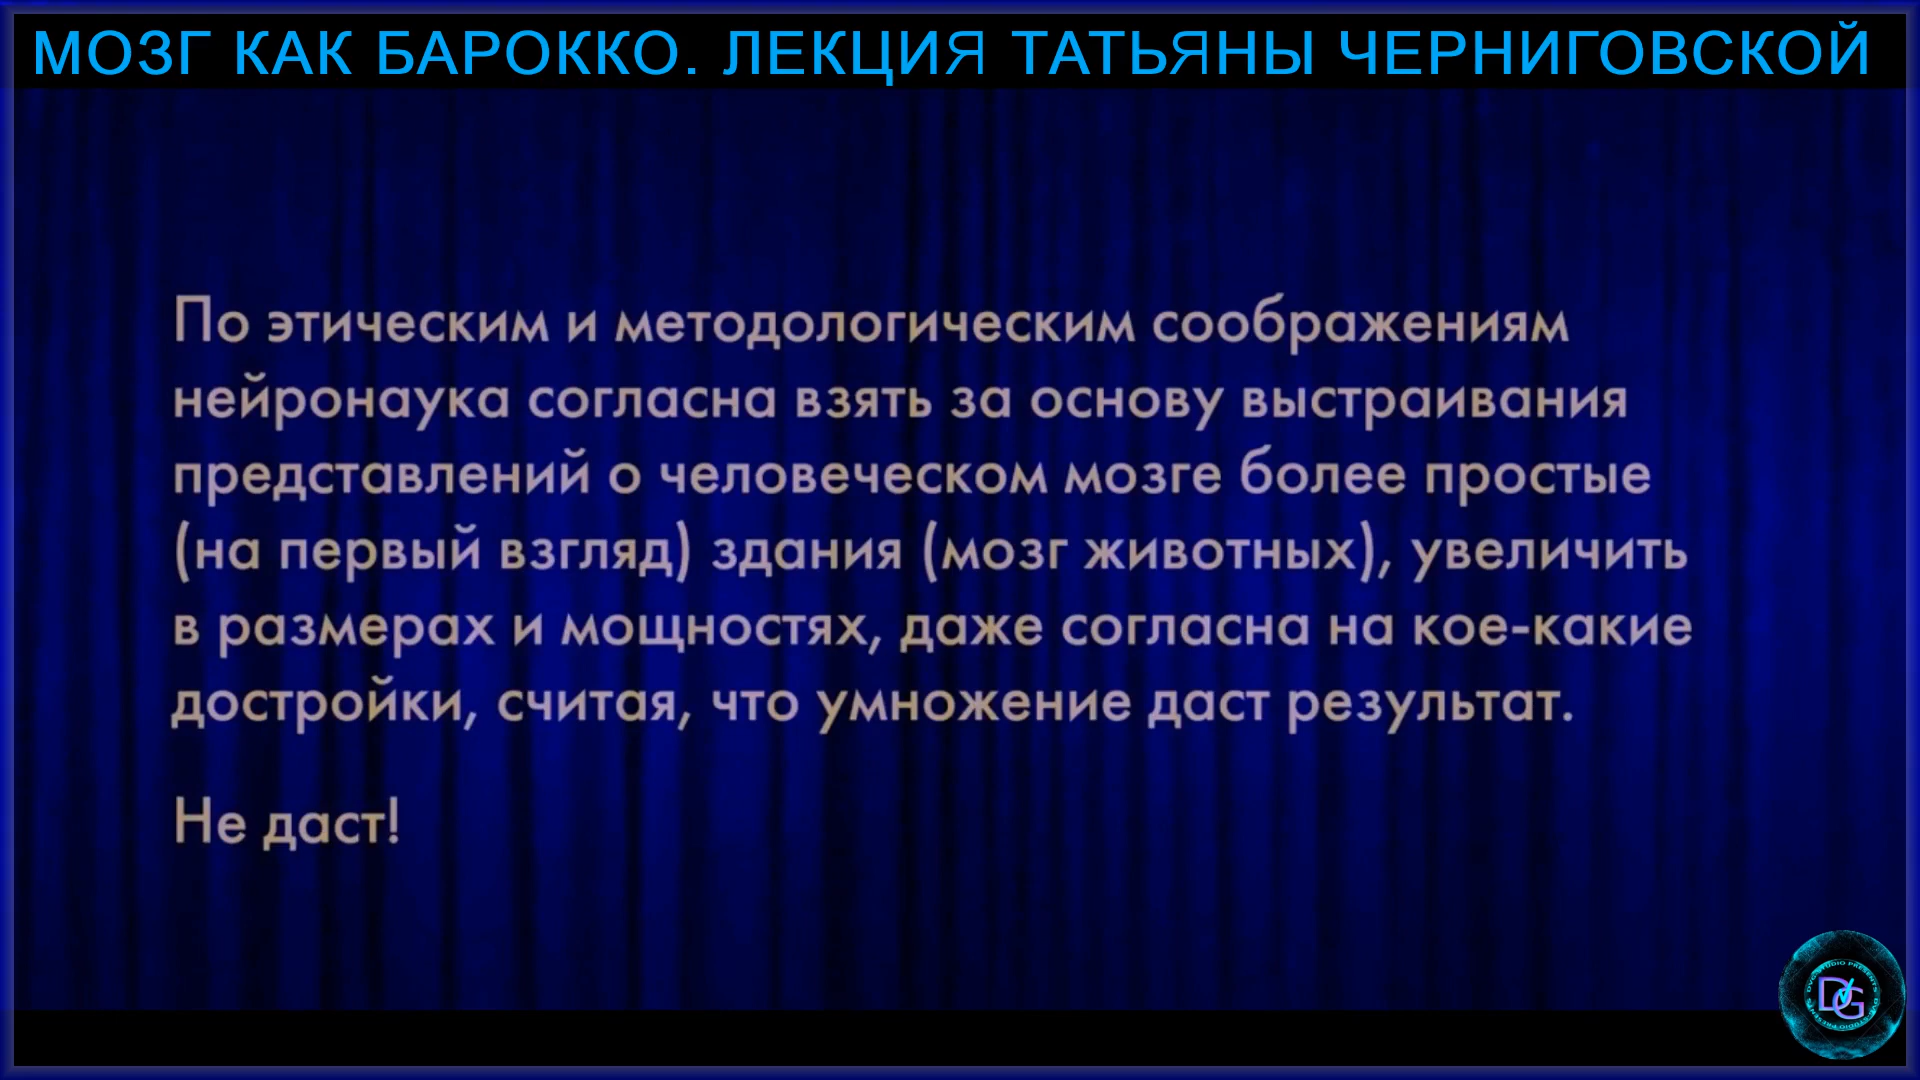 МОЗГ КАК БАРОККО. ЛЕКЦИЯ ТАТЬЯНЫ ЧЕРНИГОВСКОЙ
По этическим и методологическим соображениям
нейронаука согласна взять за основу выстраивания
представлений о человеческом мозге более простые
(на первый взгляд) здания (мозг животных), увеличить
в размерах и мощностях, даже согласна на кое-какие
достройки, считая, что умножение даст результат.
Не даст!